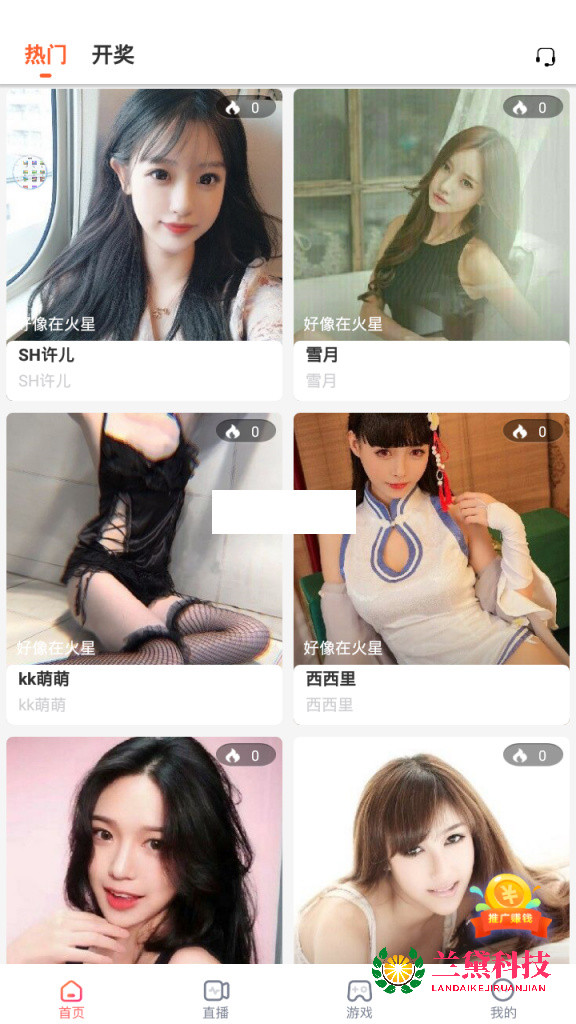 热门 开奖
0 0
好像在火星 好像在火星
SH许儿 雪月
SH许儿 雪月
0 0
好像在火星 好像在火星
kk萌萌 西西里
kk萌萌 西西里
0 0
推广赚钱
兰黛科技
LANDAIKEJIRUANJIAN
首页 直播 游戏 我的